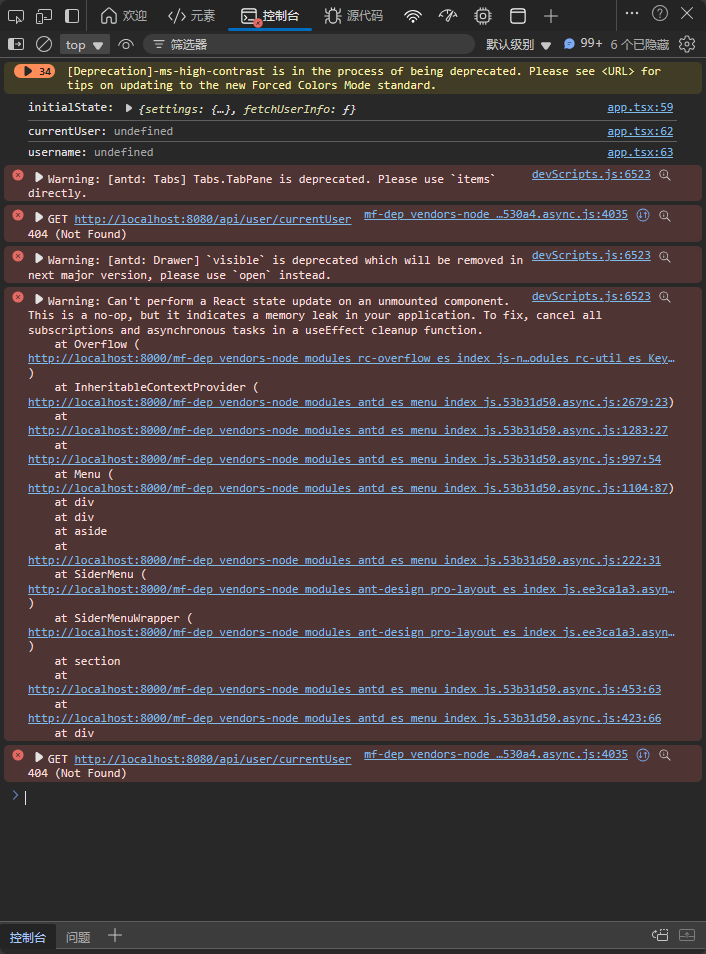 欢迎 元素 控制台 源代码
top 筛选器 默认级别 99+ 6 个已隐藏
34 [Deprecation]-ms-high-contrast is in the process of being deprecated. Please see <URL> for
tips on updating to the new Forced Colors Mode standard.
initialState: {settings: {…}, fetchUserInfo: ƒ} app.tsx:59
currentUser: undefined app.tsx:62
username: undefined app.tsx:63
Warning: [antd: Tabs] Tabs.TabPane is deprecated. Please use `items` devScripts.js:6523
directly.
GET http://localhost:8080/api/user/currentUser mf-dep_vendors-node_…530a4.async.js:4035
404 (Not Found)
Warning: [antd: Drawer] `visible` is deprecated which will be removed in devScripts.js:6523
next major version, please use `open` instead.
Warning: Can't perform a React state update on an unmounted component. devScripts.js:6523
This is a no-op, but it indicates a memory leak in your application. To fix, cancel all
subscriptions and asynchronous tasks in a useEffect cleanup function.
at Overflow (
http://localhost:8000/mf-dep_vendors-node_modules_rc-overflow_es_index_js-n…odules_rc-util_es_Key…
)
at InheritableContextProvider (
http://localhost:8000/mf-dep_vendors-node_modules_antd_es_menu_index_js.53b31d50.async.js:2679:23)
at
http://localhost:8000/mf-dep_vendors-node_modules_antd_es_menu_index_js.53b31d50.async.js:1283:27
at
http://localhost:8000/mf-dep_vendors-node_modules_antd_es_menu_index_js.53b31d50.async.js:997:54
at Menu (
http://localhost:8000/mf-dep_vendors-node_modules_antd_es_menu_index_js.53b31d50.async.js:1104:87)
at div
at div
at aside
at
http://localhost:8000/mf-dep_vendors-node_modules_antd_es_menu_index_js.53b31d50.async.js:222:31
at SiderMenu (
http://localhost:8000/mf-dep_vendors-node_modules_ant-design_pro-layout_es_index_js.ee3ca1a3.asyn…
)
at SiderMenuWrapper (
http://localhost:8000/mf-dep_vendors-node_modules_ant-design_pro-layout_es_index_js.ee3ca1a3.asyn…
)
at section
at
http://localhost:8000/mf-dep_vendors-node_modules_antd_es_menu_index_js.53b31d50.async.js:453:63
at
http://localhost:8000/mf-dep_vendors-node_modules_antd_es_menu_index_js.53b31d50.async.js:423:66
at div
GET http://localhost:8080/api/user/currentUser mf-dep_vendors-node_…530a4.async.js:4035
404 (Not Found)
控制台 问题